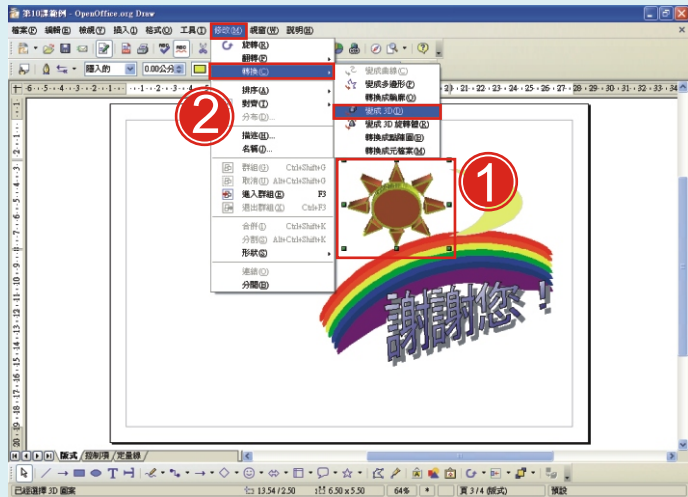 第10課範例 - OpenOffice.org Draw
檔案(F) 編輯(E) 檢視(V) 插入(I) 格式(O) 工具(T) 修改(M) 視窗(W) 說明(H)
旋轉(R)
翻轉(F)
轉換(C)
排序(A)
對齊(I)
分布(D)...
描述(H)...
名稱(M)...
群組(G) Ctrl+Shift+G
取消(U) Alt+Ctrl+Shift+G
進入群組(E) F3
退出群組(X) Ctrl+F3
合併(I) Ctrl+Shift+K
分割(S) Alt+Ctrl+Shift+K
形狀(S)
連結(O)
分開(B)
變成曲線(C)
變成多邊形(P)
轉換成輪廓(O)
變成 3D(D)
變成 3D 旋轉體(R)
轉換成點陣圖(B)
轉換成元檔案(M)
隱入的 0.00公分
②
①
謝謝您！
版式 控制項 定量線
已經選擇 3D 圖案 13.54 / 2.50 6.50 x 5.50 64% * 頁 3 / 4 (版式) 預設